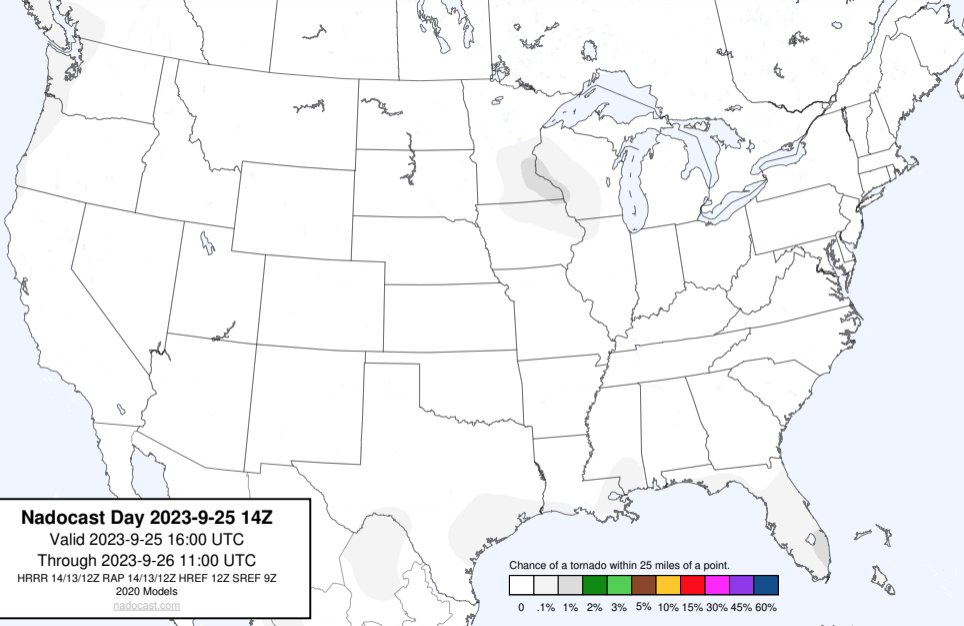 Nadocast Day 2023-9-25 14Z
Valid 2023-9-25 16:00 UTC
Through 2023-9-26 11:00 UTC
HRRR 14/13/12Z RAP 14/13/12Z HREF 12Z SREF 9Z
2020 Models
nadocast.com
Chance of a tornado within 25 miles of a point.
0 .1% 1% 2% 3% 5% 10% 15% 30% 45% 60%